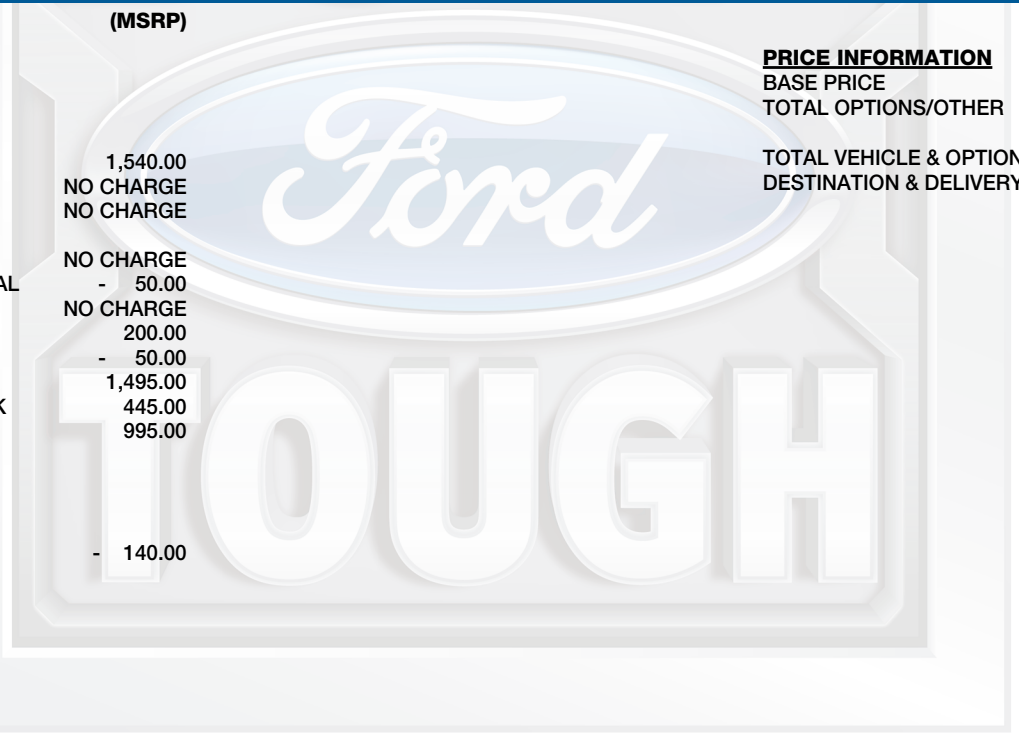 (MSRP)
1,540.00
NO CHARGE
NO CHARGE
NO CHARGE
AL - 50.00
NO CHARGE
200.00
- 50.00
1,495.00
K 445.00
995.00
- 140.00
PRICE INFORMATION
BASE PRICE
TOTAL OPTIONS/OTHER
TOTAL VEHICLE & OPTION
DESTINATION & DELIVERY
Ford
TOUGH